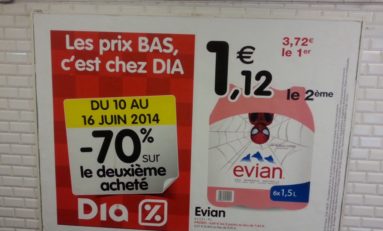 Les prix BAS,
c'est chez DIA
DU 10 AU
16 JUIN 2014
-70% sur
le deuxième
acheté
Dia %
3,72€
le 1er
1€,12
le 2ème
evian
6x1,5L
Evian